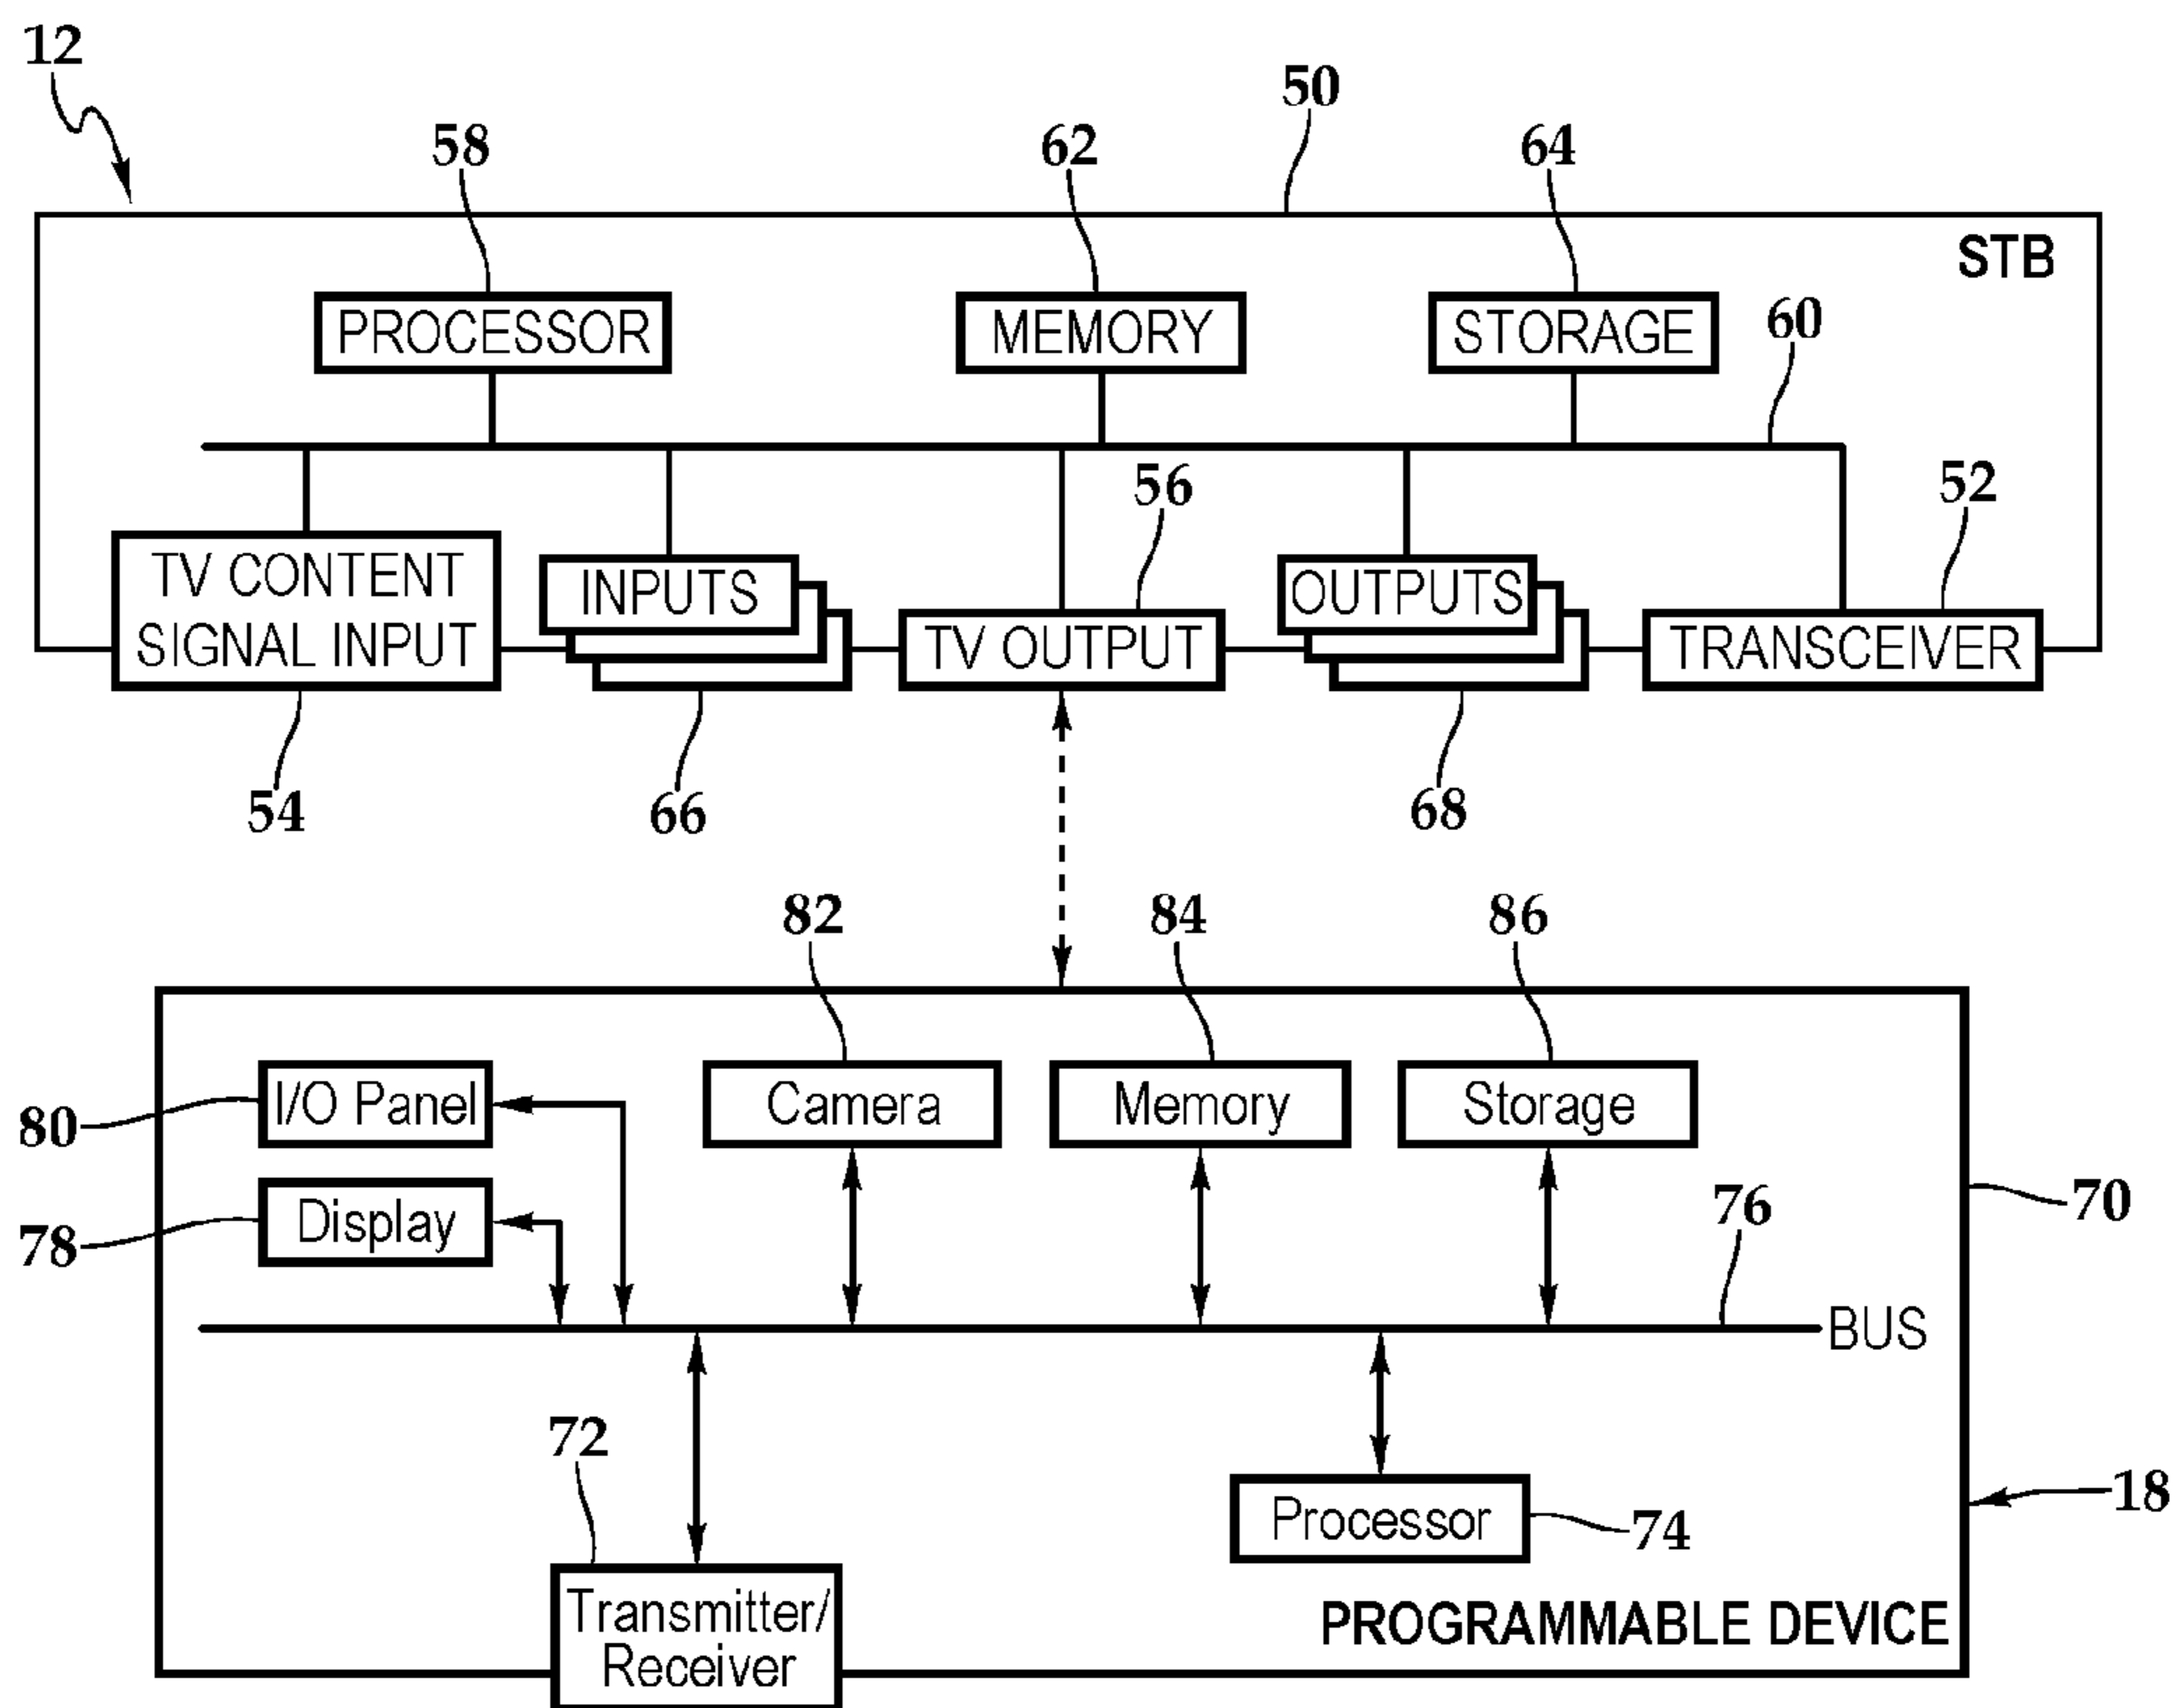 12
50
58
62
64
STB
PROCESSOR
MEMORY
STORAGE
60
56
52
TV CONTENT
SIGNAL INPUT
INPUTS
TV OUTPUT
OUTPUTS
TRANSCEIVER
54
66
68
82
84
86
80
I/O Panel
Camera
Memory
Storage
78
Display
76
70
BUS
72
Processor
74
18
Transmitter/
Receiver
PROGRAMMABLE DEVICE